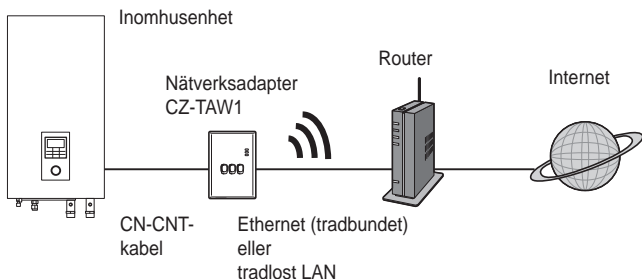 Inomhusenhet
Nätverksadapter
CZ-TAW1
Router
Internet
CN-CNT-
kabel
Ethernet (tradbundet)
eller
tradlost LAN